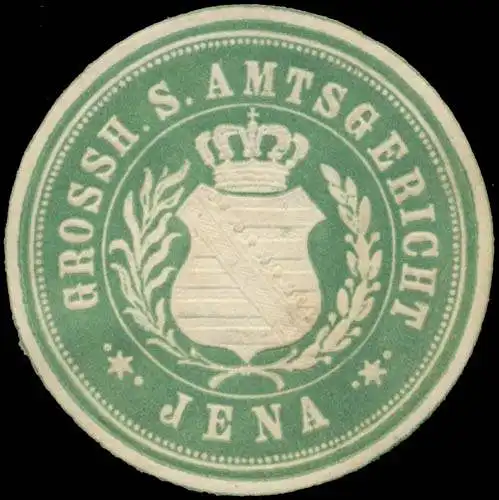 GROSSH. S. AMTSGERICHT
JENA